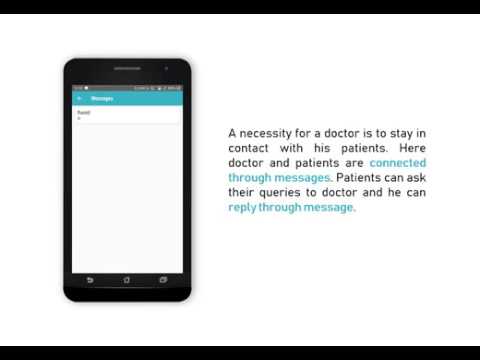 Messages
A necessity for a doctor is to stay in
contact with his patients. Here
doctor and patients are connected
through messages. Patients can ask
their queries to doctor and he can
reply through message.